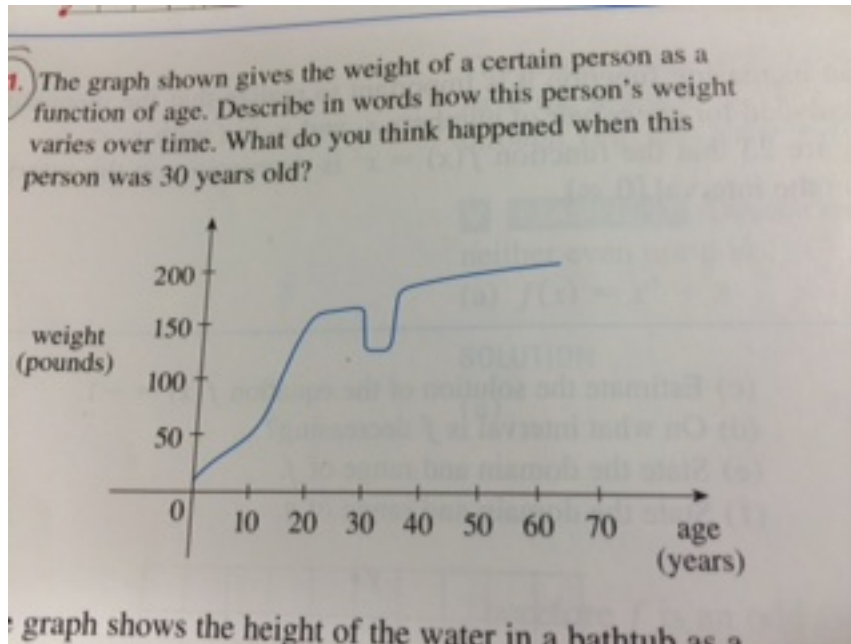 1. The graph shown gives the weight of a certain person as a
function of age. Describe in words how this person's weight
varies over time. What do you think happened when this
person was 30 years old?
200
150
weight
(pounds)
100
50
0
10 20 30 40 50 60 70 age
(years)
graph shows the height of the water in a bathtub as a